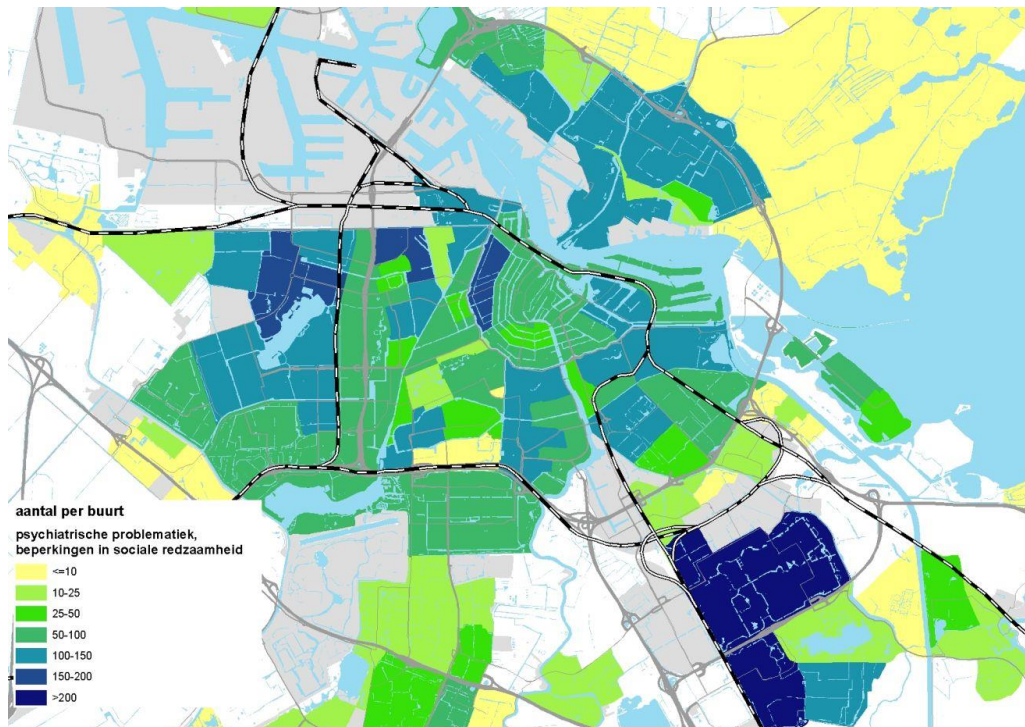 aantal per buurt
psychiatrische problematiek,
beperkingen in sociale redzaamheid
<=10
10-25
25-50
50-100
100-150
150-200
>200